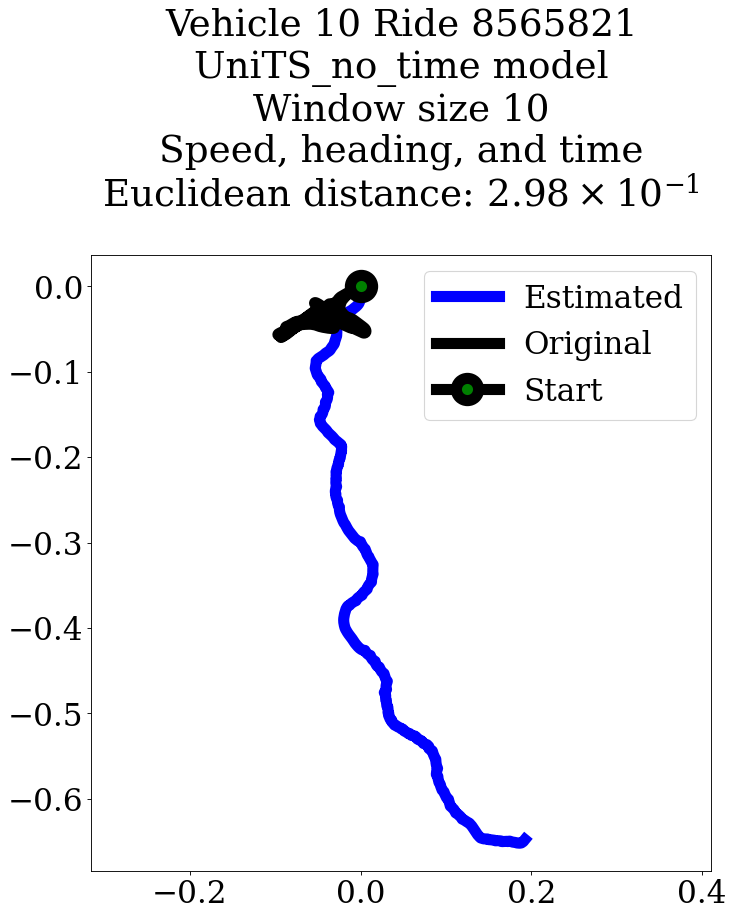 Vehicle 10 Ride 8565821
UniTS_no_time model
Window size 10
Speed, heading, and time
Euclidean distance: 2.98 × 10⁻¹
Estimated
Original
Start
0.0
−0.1
−0.2
−0.3
−0.4
−0.5
−0.6
−0.2 0.0 0.2 0.4